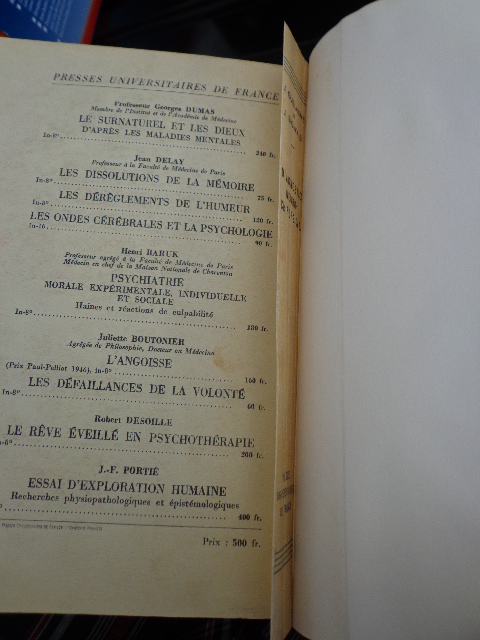 PRESSES UNIVERSITAIRES DE FRANCE
Professeur Georges DUMAS
Membre de l'Institut et de l'Académie de Médecine
LE SURNATUREL ET LES DIEUX
D'APRÈS LES MALADIES MENTALES
In-8° 240 fr.
Jean DELAY
Professeur à la Faculté de Médecine de Paris
LES DISSOLUTIONS DE LA MÉMOIRE
In-8° 75 fr.
LES DÉRÈGLEMENTS DE L'HUMEUR
In-8° 120 fr.
LES ONDES CÉRÉBRALES ET LA PSYCHOLOGIE
In-16 90 fr.
Henri BARUK
Professeur agrégé à la Faculté de Médecine de Paris
Médecin en chef de la Maison Nationale de Charenton
PSYCHIATRIE
MORALE EXPÉRIMENTALE, INDIVIDUELLE
ET SOCIALE
Haines et réactions de culpabilité
In-8° 180 fr.
Juliette BOUTONIER
Agrégée de Philosophie, Docteur en Médecine
L'ANGOISSE
(Prix Paul-Pelliot 1946), in-8° 160 fr.
LES DÉFAILLANCES DE LA VOLONTÉ
In-8° 60 fr.
Robert DESOILLE
LE RÊVE ÉVEILLÉ EN PSYCHOTHÉRAPIE
n-8° 200 fr.
J.-F. PORTIÉ
ESSAI D'EXPLORATION HUMAINE
Recherches physiopathologiques et épistémologiques
400 fr.
Prix : 500 fr.